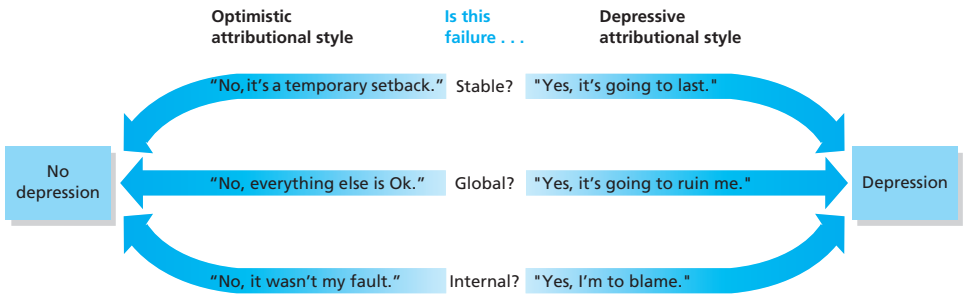 Optimistic
attributional style
Is this
failure . . .
Depressive
attributional style
“No, it’s a temporary setback.” Stable? "Yes, it’s going to last."
No
depression
“No, everything else is Ok.” Global? "Yes, it’s going to ruin me."
Depression
“No, it wasn’t my fault.” Internal? "Yes, I’m to blame."